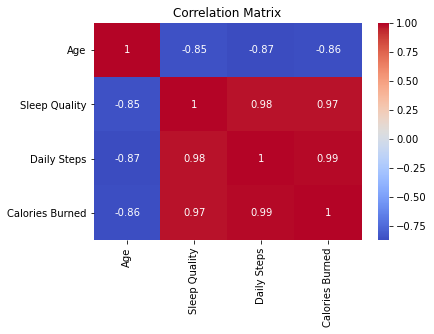 Correlation Matrix
Age 1 -0.85 -0.87 -0.86
Sleep Quality -0.85 1 0.98 0.97
Daily Steps -0.87 0.98 1 0.99
Calories Burned -0.86 0.97 0.99 1
Age
Sleep Quality
Daily Steps
Calories Burned
1.00
0.75
0.50
0.25
0.00
−0.25
−0.50
−0.75